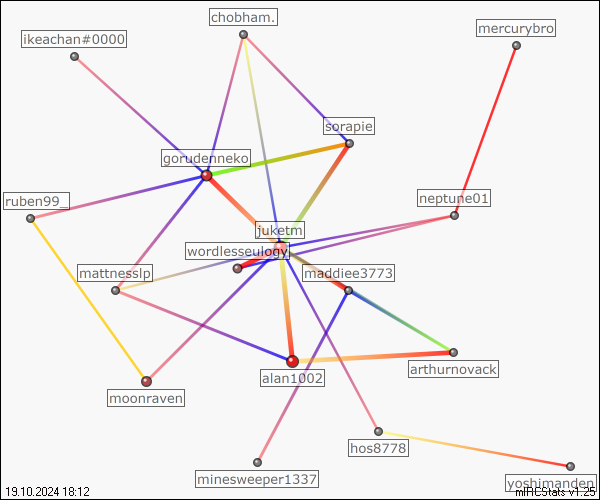 chobham.
mercurybro
ikeachan#0000
sorapie
gorudenneko
neptune01
ruben99_
juketm
wordlesseulogy
mattnesslp
maddiee3773
arthurnovack
alan1002
moonraven
hos8778
minesweeper1337
yoshimanden
19.10.2024 18:12
mIRCStats v1.25